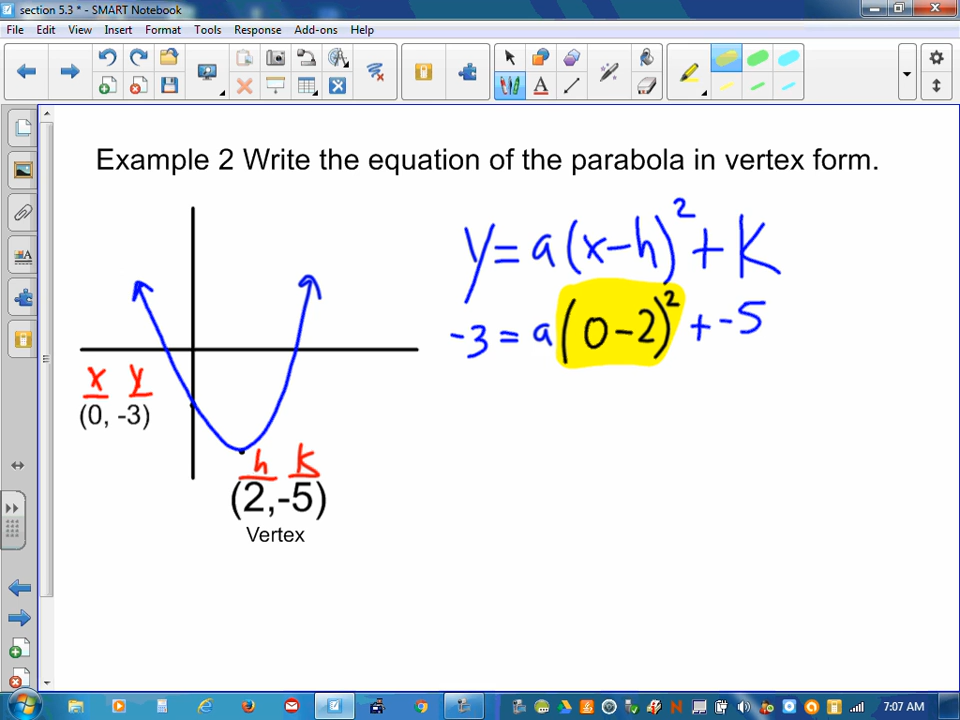 section 5.3 * - SMART Notebook
File Edit View Insert Format Tools Response Add-ons Help
Example 2 Write the equation of the parabola in vertex form.
y = a(x-h)² + K
-3 = a(0-2)² + -5
x y
(0, -3)
h K
(2,-5)
Vertex
7:07 AM